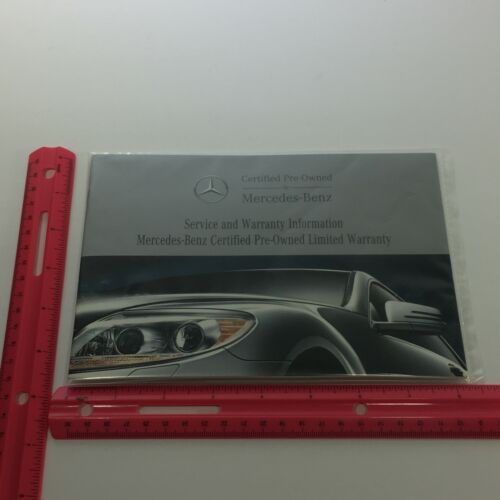 Certified Pre-Owned
Mercedes-Benz
Service and Warranty Information
Mercedes-Benz Certified Pre-Owned Limited Warranty